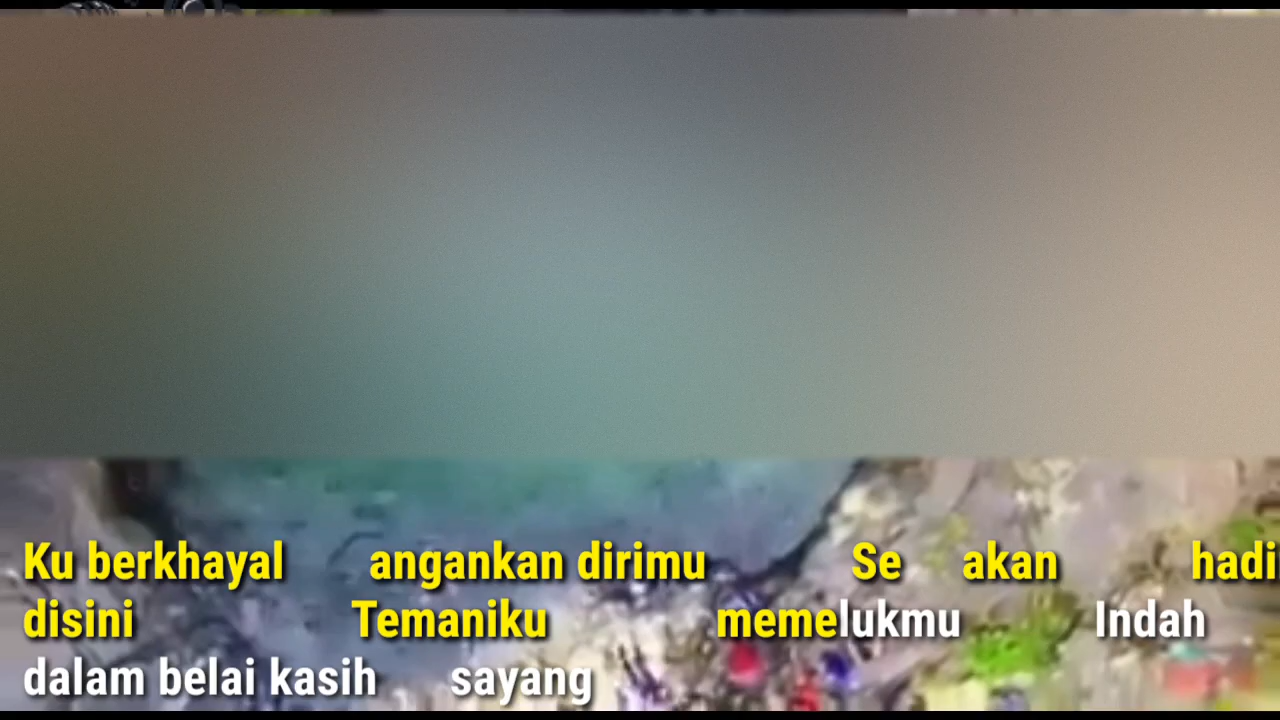 Ku berkhayal angankan dirimu Se akan hadi
disini Temaniku memelukmu Indah
dalam belai kasih sayang